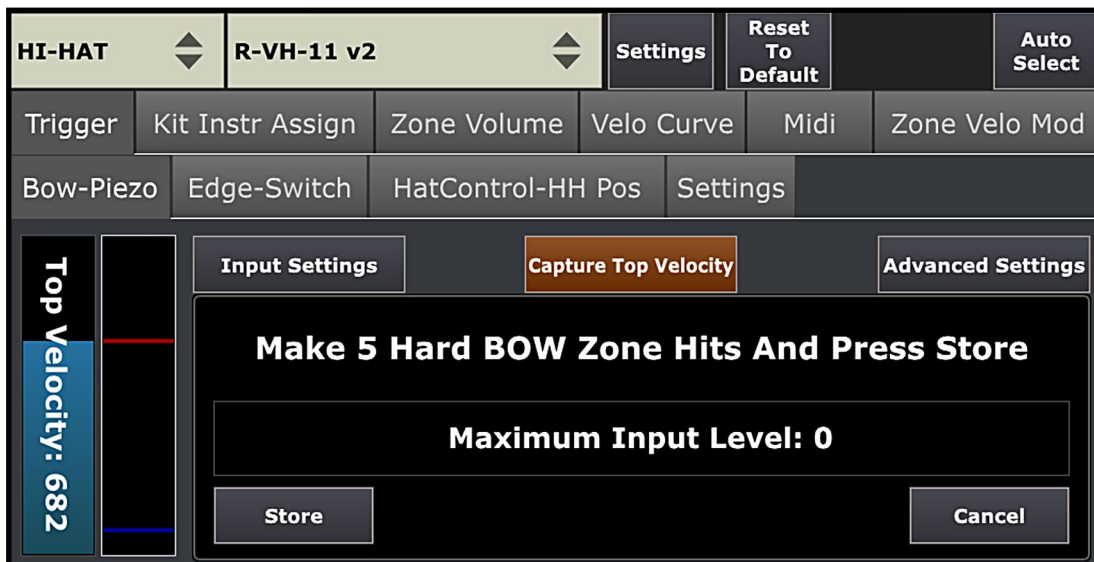 HI-HAT
R-VH-11 v2
Settings
Reset
To
Default
Auto
Select
Trigger
Kit Instr Assign
Zone Volume
Velo Curve
Midi
Zone Velo Mod
Bow-Piezo
Edge-Switch
HatControl-HH Pos
Settings
Top Velocity: 682
Input Settings
Capture Top Velocity
Advanced Settings
Make 5 Hard BOW Zone Hits And Press Store
Maximum Input Level: 0
Store
Cancel